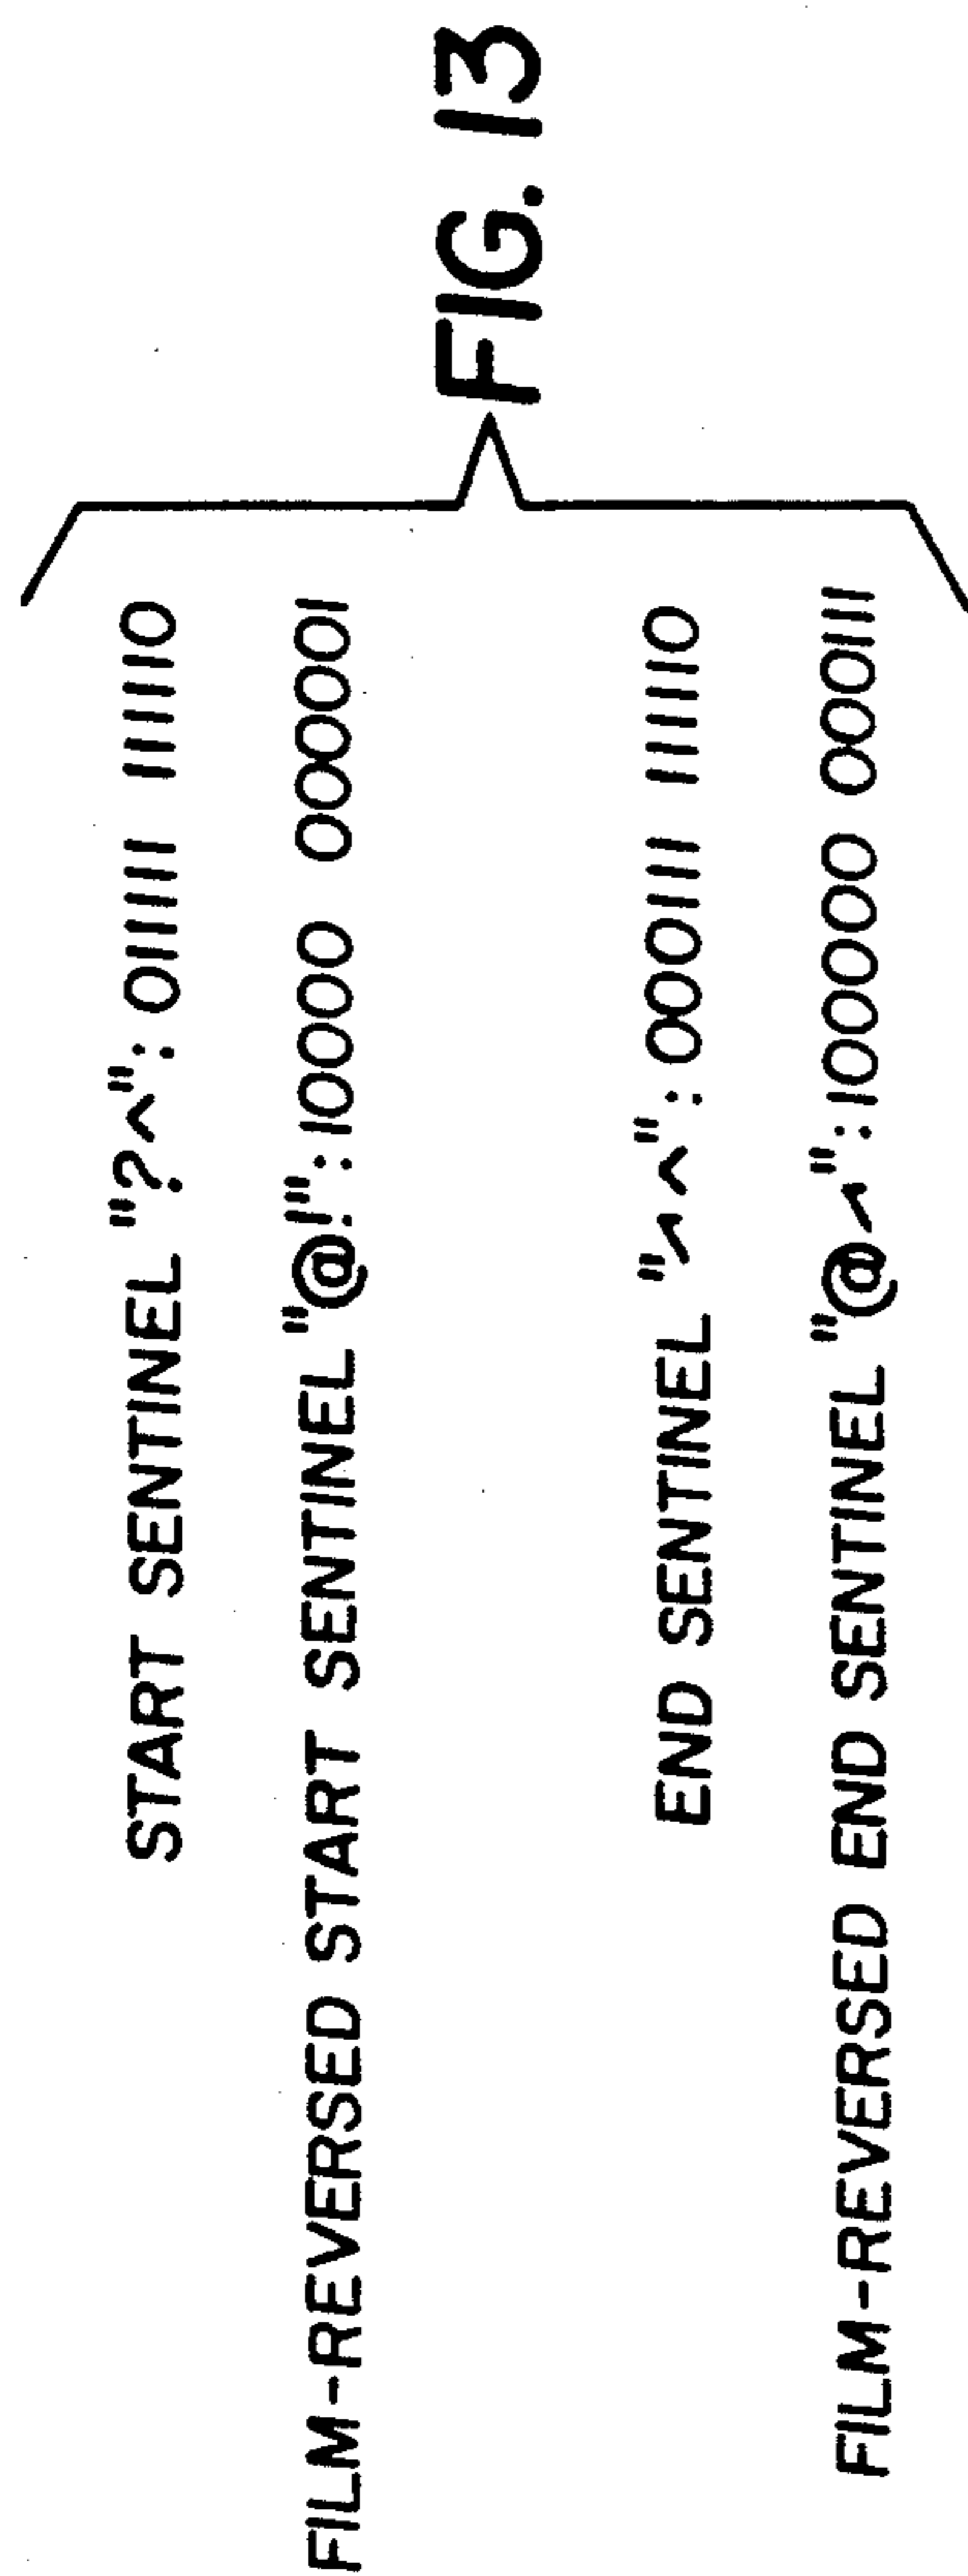 START SENTINEL "?^": 011111 111110
FILM-REVERSED START SENTINEL "@!": 10000 000001
END SENTINEL "^^": 000111 111110
FILM-REVERSED END SENTINEL "@^": 100000 000111
FIG. 13